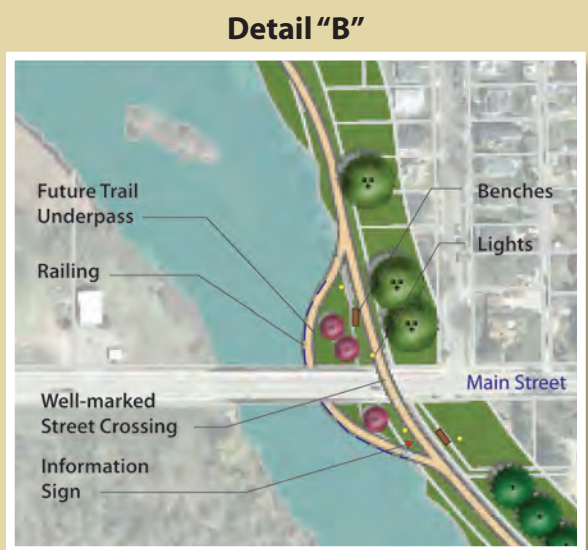 Detail “B”
Future Trail
Underpass
Benches
Lights
Railing
Main Street
Well-marked
Street Crossing
Information
Sign